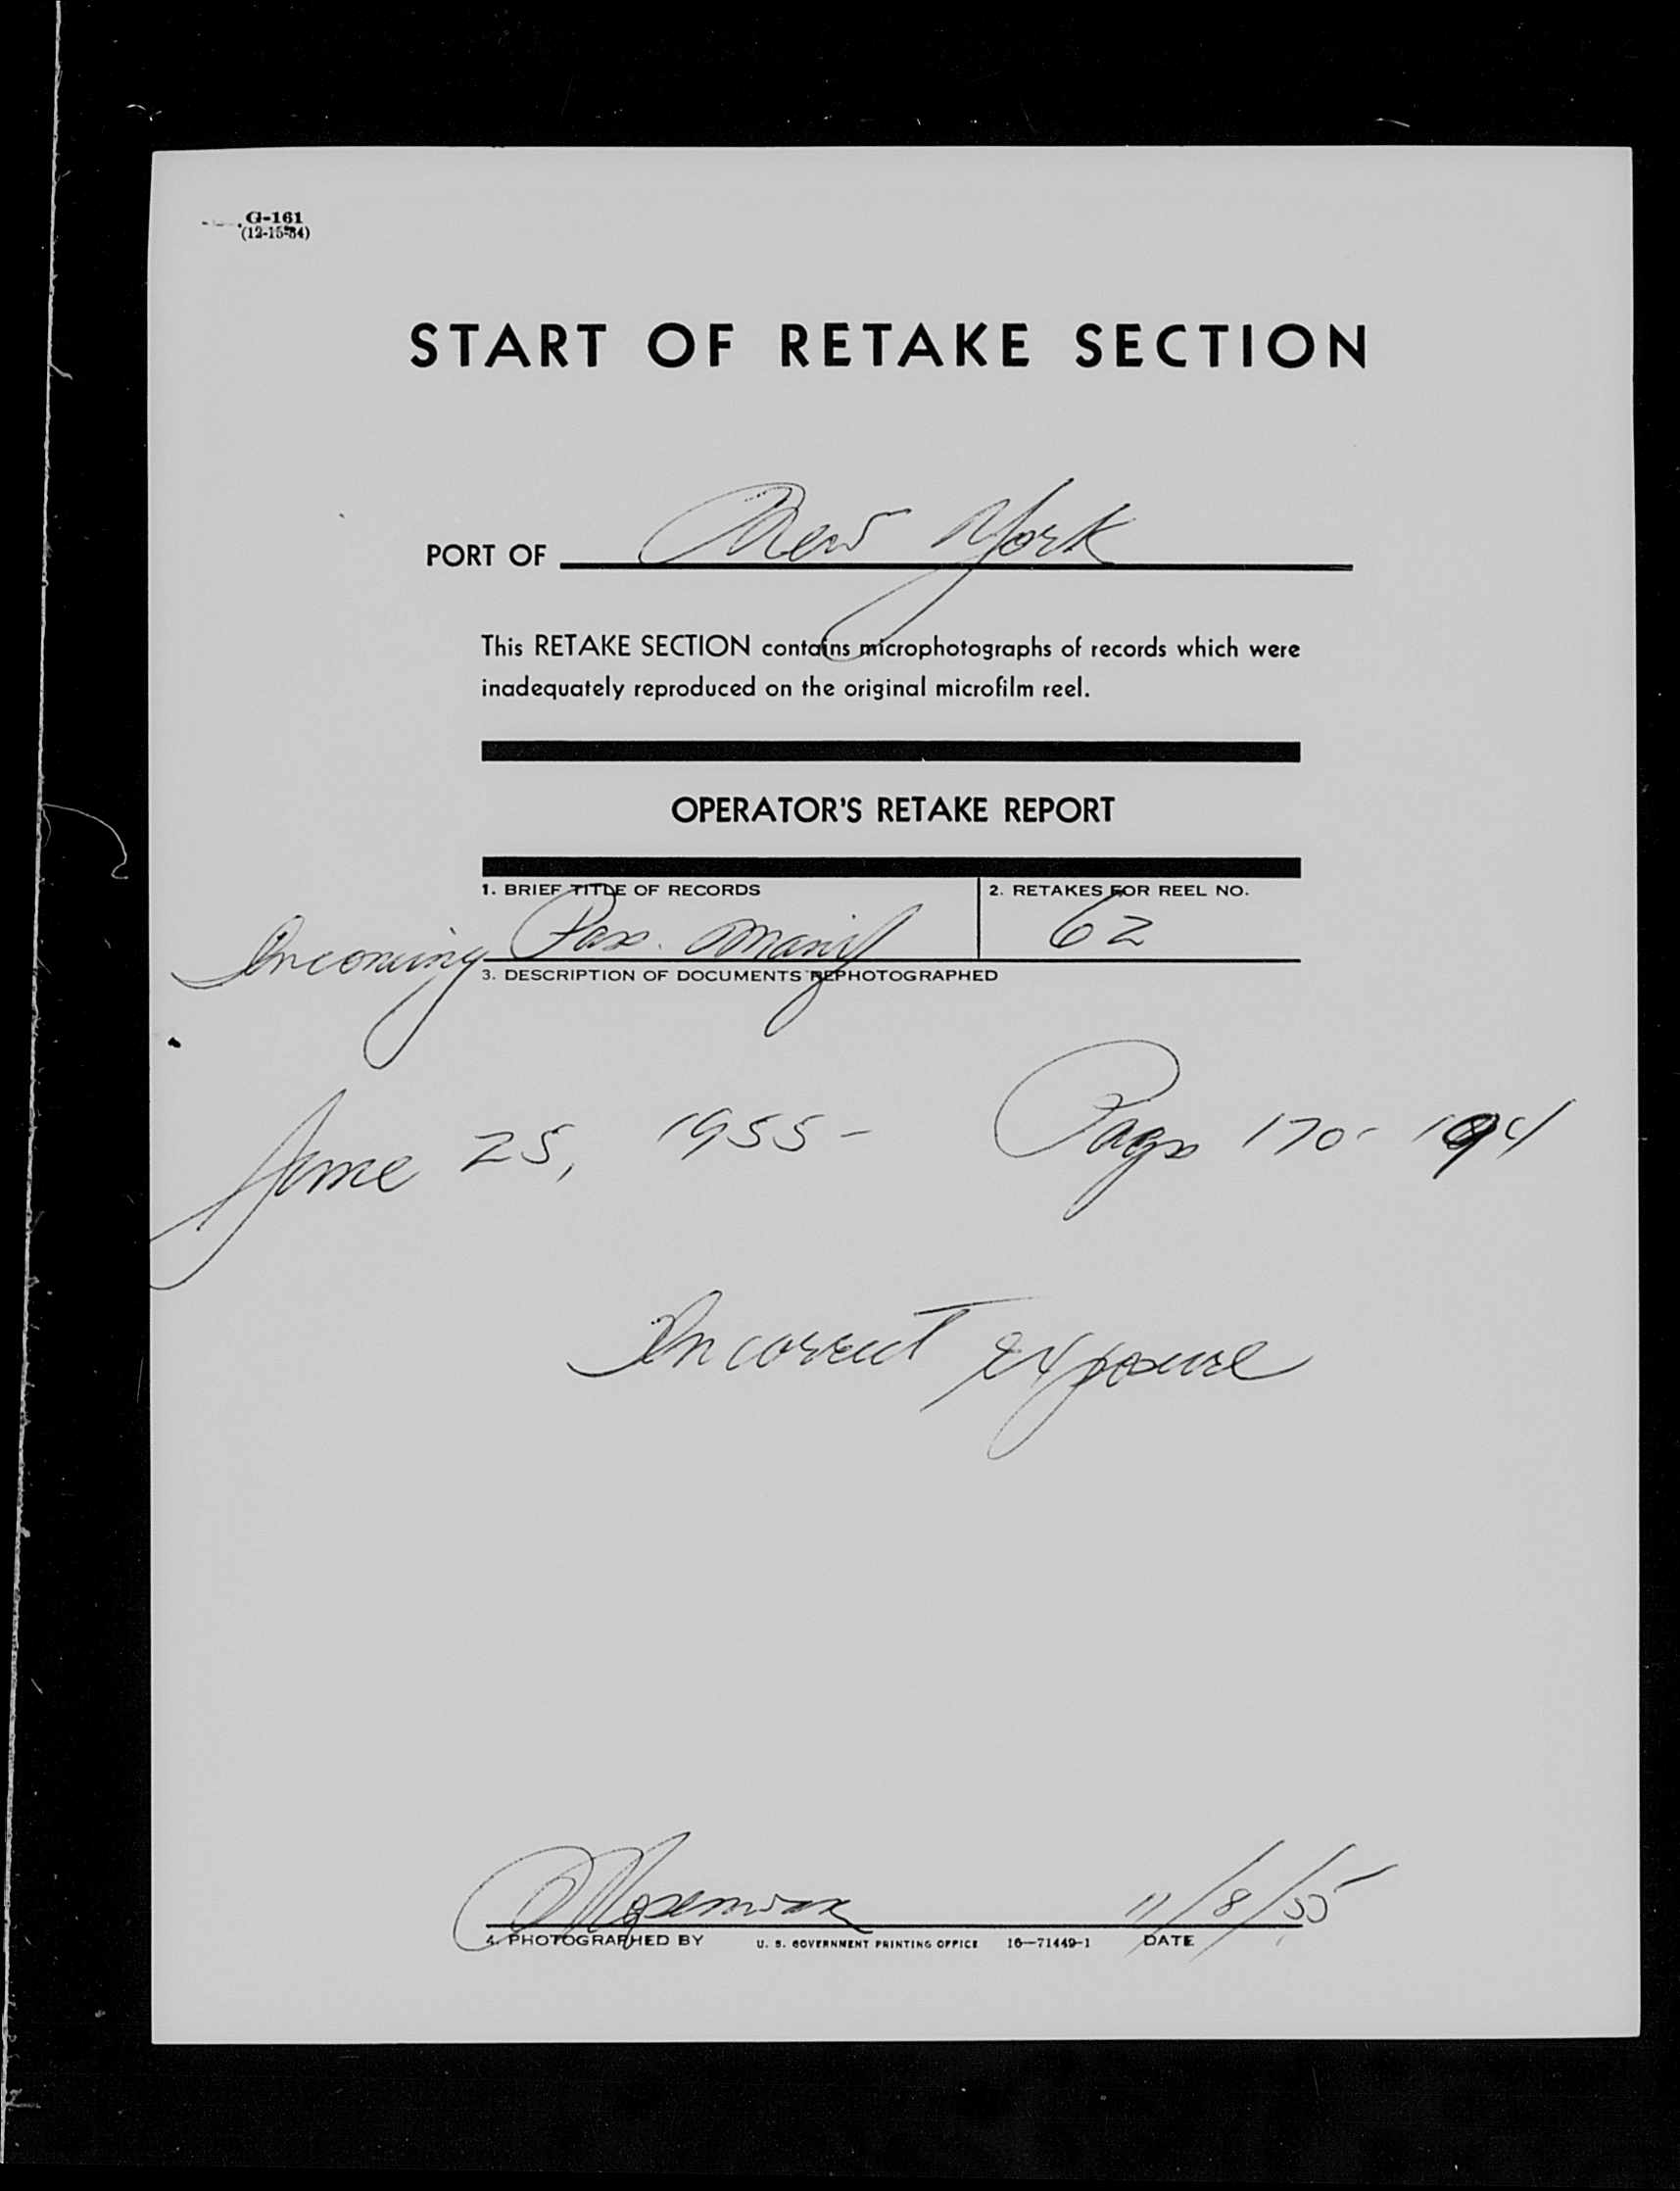 G-161
(12-15-54)
START OF RETAKE SECTION
PORT OF New York
This RETAKE SECTION contains microphotographs of records which were
inadequately reproduced on the original microfilm reel.
OPERATOR'S RETAKE REPORT
1. BRIEF TITLE OF RECORDS
2. RETAKES FOR REEL NO.
Incoming Pass. Manif
62
3. DESCRIPTION OF DOCUMENTS REPHOTOGRAPHED
June 25, 1955 - Pages 170 - 194
Incorrect exposure
11/8/55
4. PHOTOGRAPHED BY U. S. GOVERNMENT PRINTING OFFICE 16—71449-1 DATE